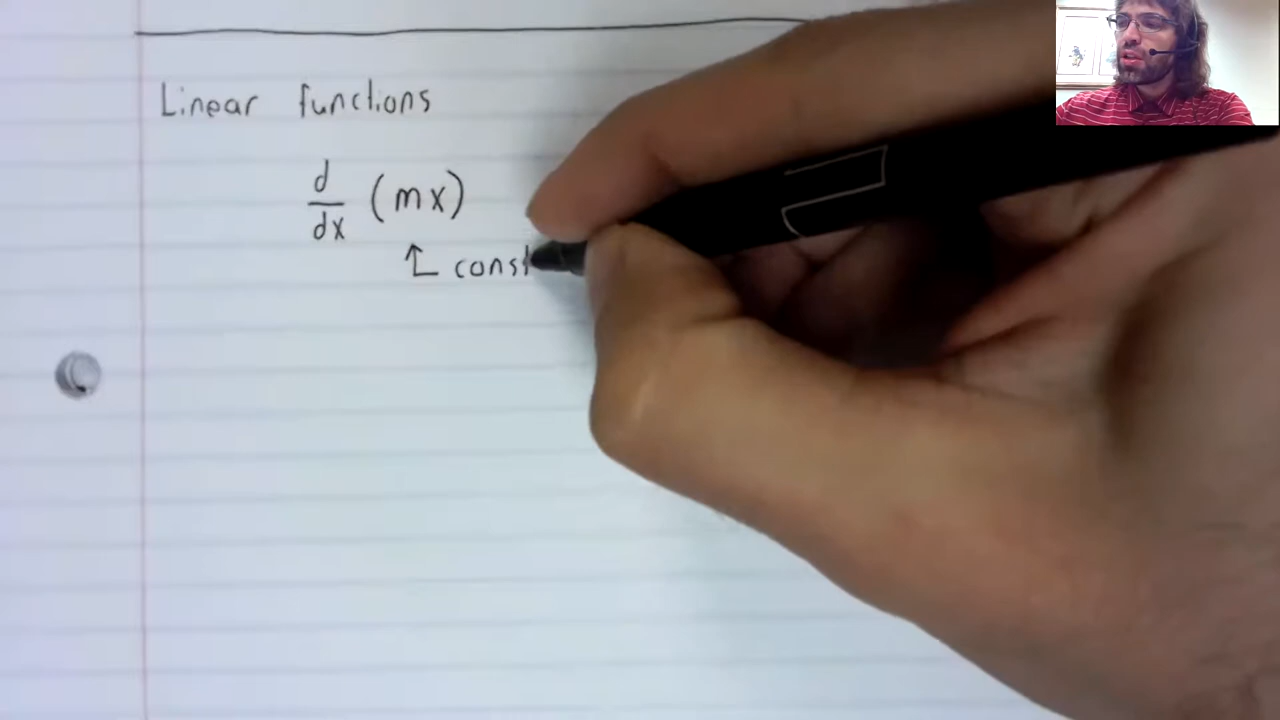 Linear functions
d/dx (mx)
↑ const